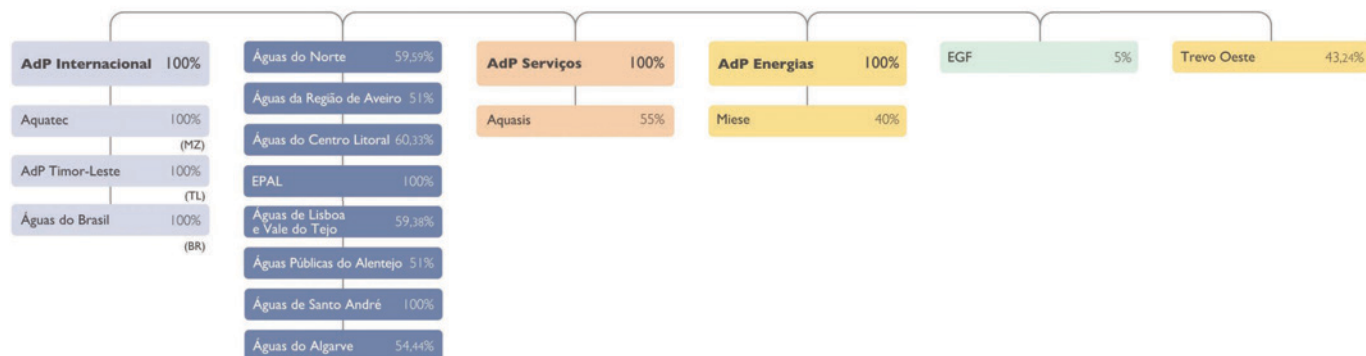 AdP Internacional 100%
Aquatec 100%
(MZ)
AdP Timor-Leste 100%
(TL)
Águas do Brasil 100%
(BR)
Águas do Norte 59,59%
Águas da Região de Aveiro 51%
Águas do Centro Litoral 60,33%
EPAL 100%
Águas de Lisboa
e Vale do Tejo 59,38%
Águas Públicas do Alentejo 51%
Águas de Santo André 100%
Águas do Algarve 54,44%
AdP Serviços 100%
Aquasis 55%
AdP Energias 100%
Miese 40%
EGF 5%
Trevo Oeste 43,24%